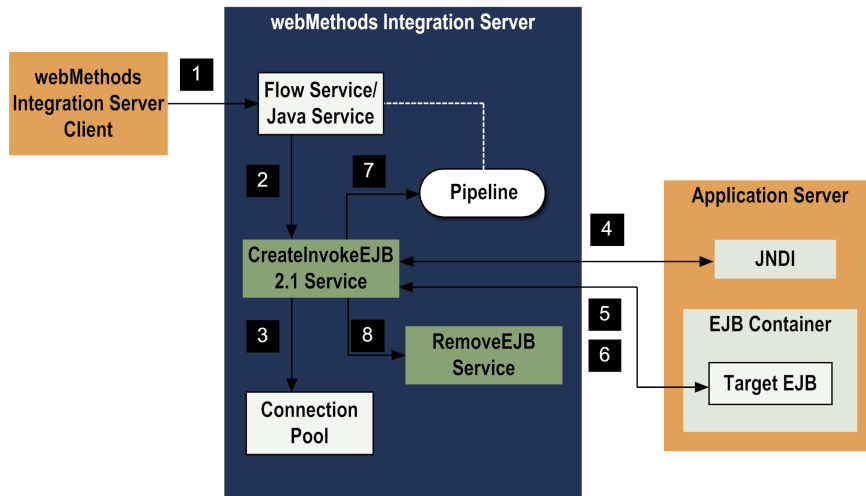 webMethods Integration Server
webMethods
Integration Server
Client
1
Flow Service/
Java Service
2
7
Pipeline
Application Server
4
JNDI
CreateInvokeEJB
2.1 Service
5
EJB Container
3
8
RemoveEJB
Service
6
Target EJB
Connection
Pool